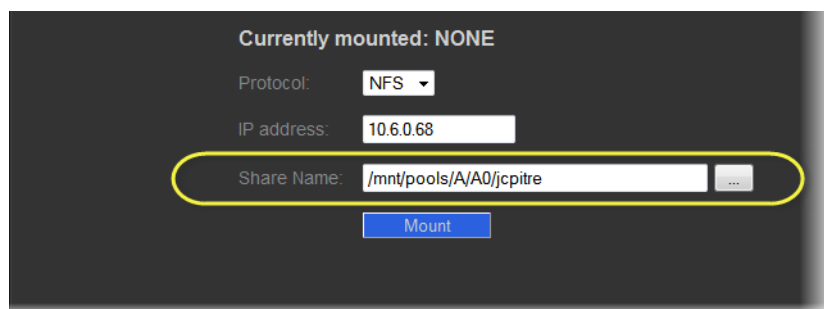 Currently mounted: NONE
Protocol: NFS
IP address: 10.6.0.68
Share Name: /mnt/pools/A/A0/jcpitre ...
Mount